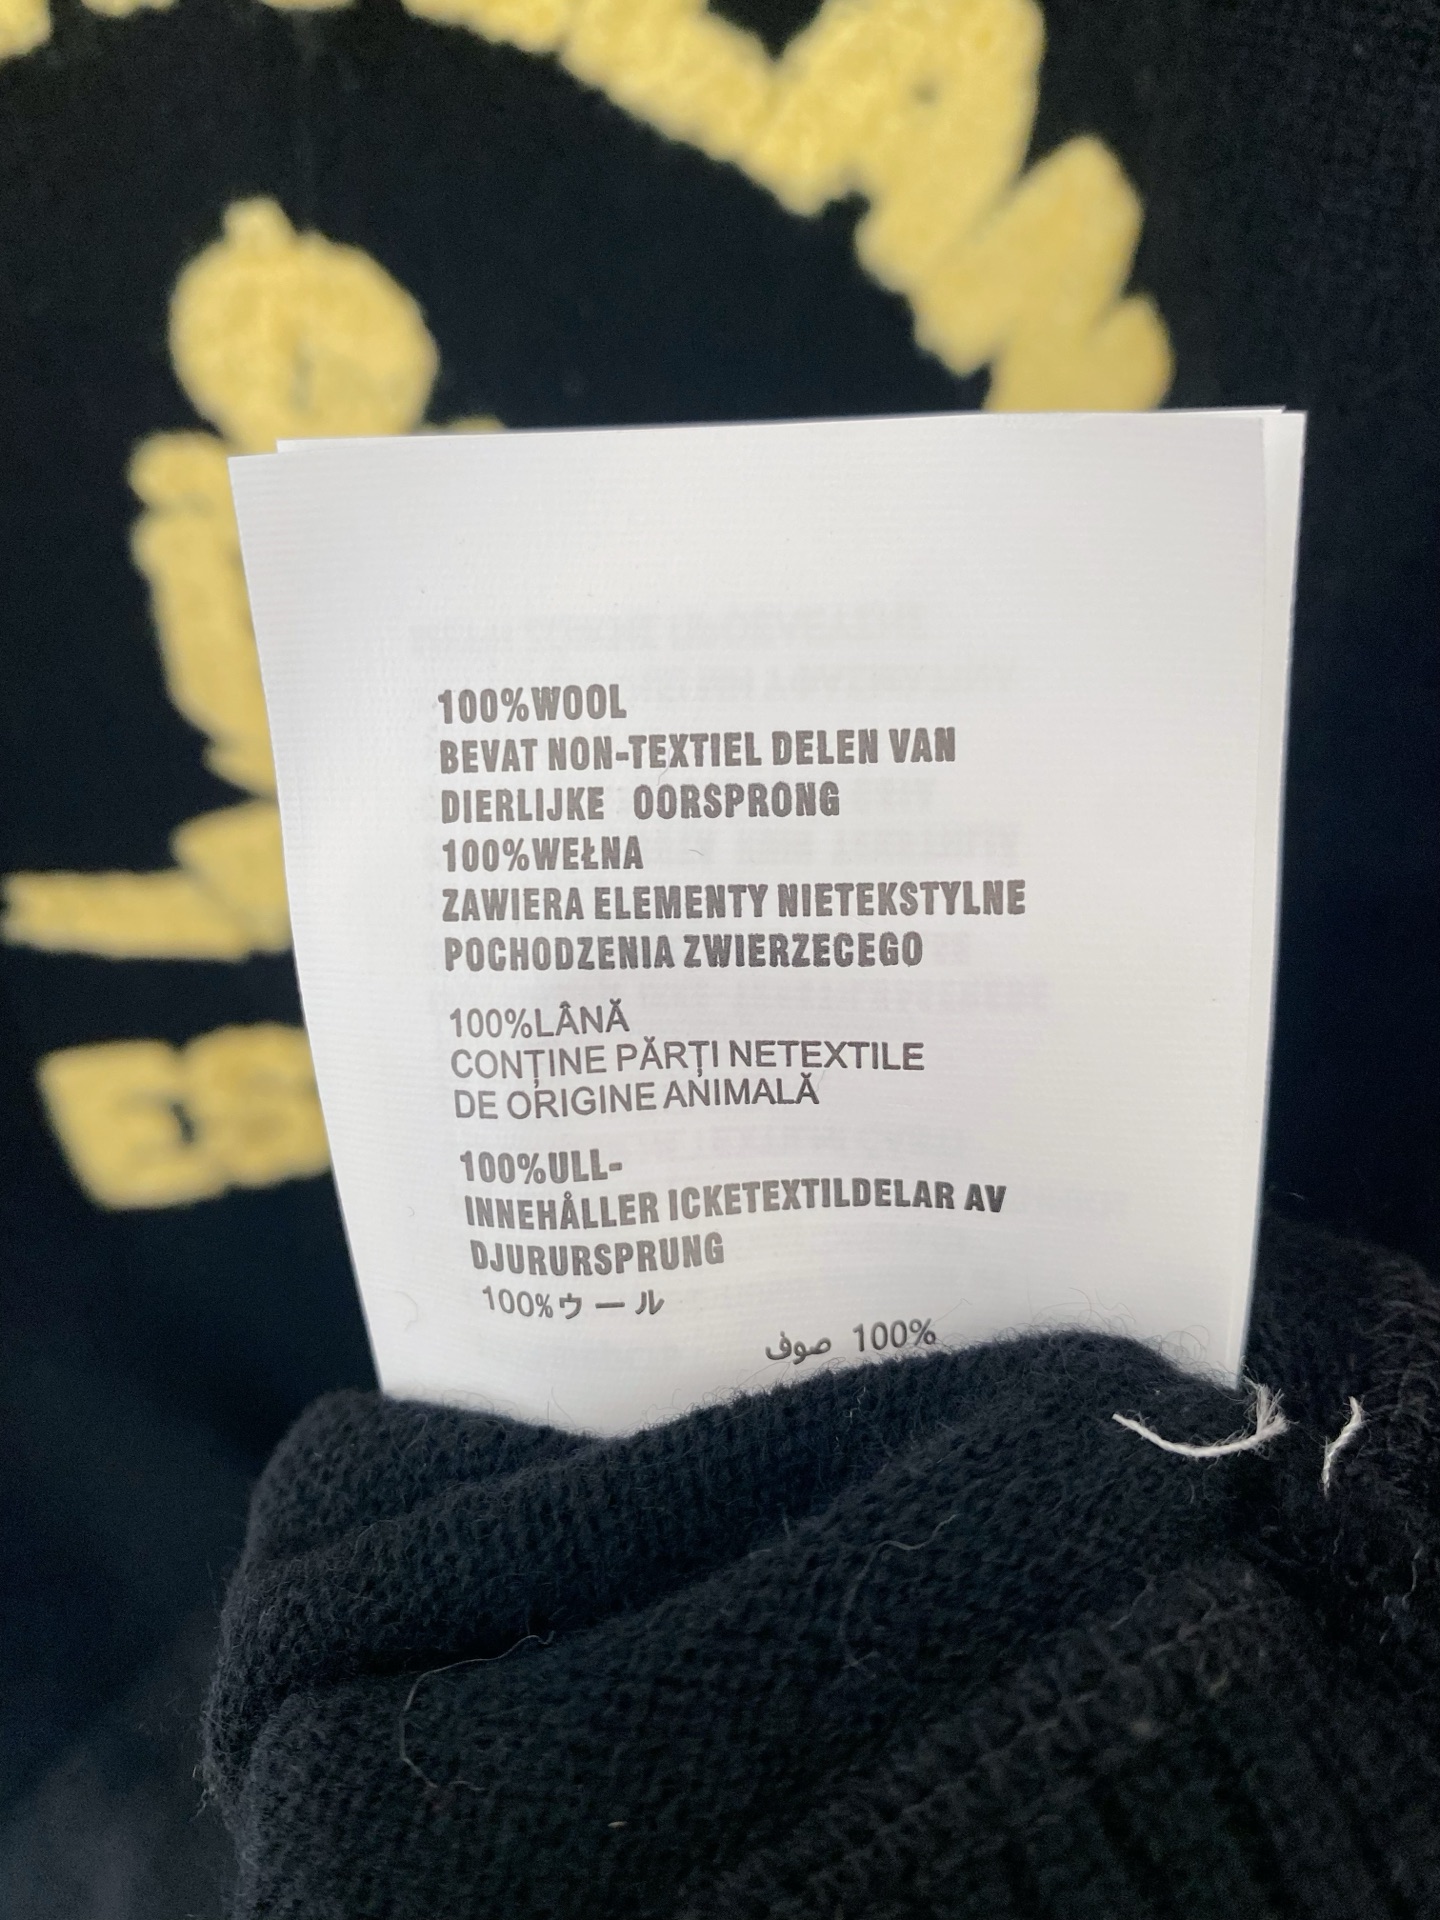 ES
100%WOOL
BEVAT NON-TEXTIEL DELEN VAN
DIERLIJKE OORSPRONG
100%WEŁNA
ZAWIERA ELEMENTY NIETEKSTYLNE
POCHODZENIA ZWIERZECEGO
100%LÂNĂ
CONȚINE PĂRȚI NETEXTILE
DE ORIGINE ANIMALĂ
100%ULL-
INNEHÅLLER ICKETEXTILDELAR AV
DJURURSPRUNG
100%ウール
صوف 100%